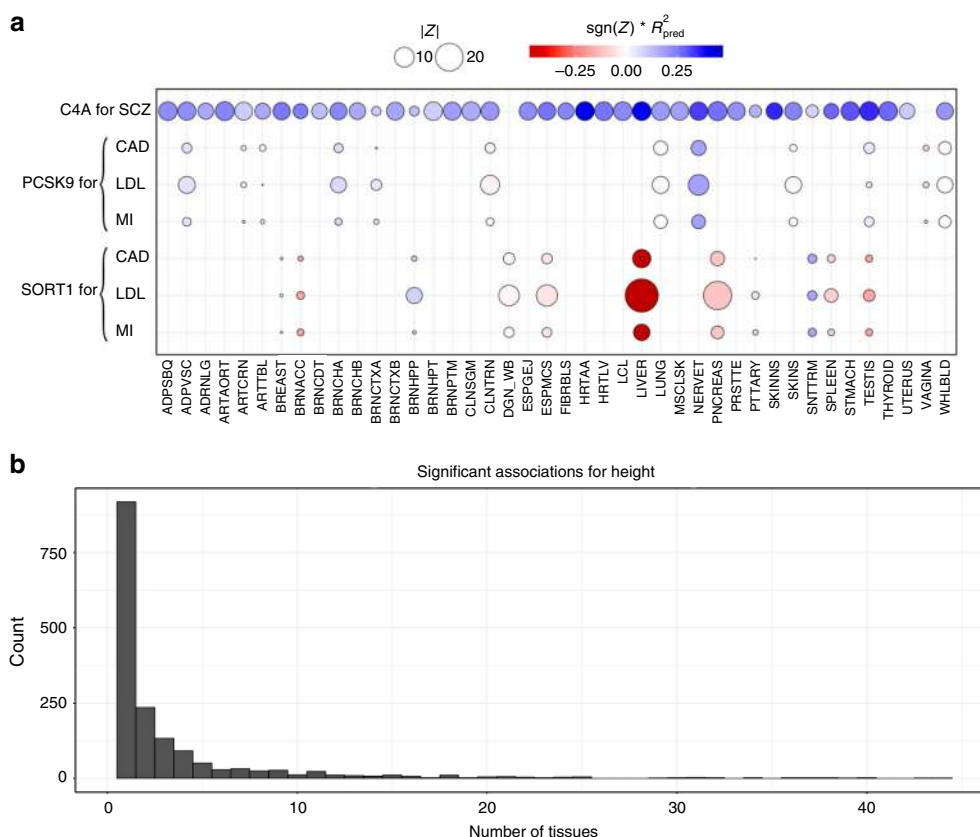 a
|Z|
10 20
sgn(Z) * R²pred
−0.25 0.00 0.25
C4A for SCZ
CAD
PCSK9 for LDL
MI
CAD
SORT1 for LDL
MI
ADPSBQ
ADPVSC
ADRNLG
ARTAORT
ARTCRN
ARTTBL
BREAST
BRNACC
BRNCDT
BRNCHA
BRNCHB
BRNCTXA
BRNCTXB
BRNHPP
BRNHPT
BRNPTM
CLNSGM
CLNTRN
DGN_WB
ESPGEJ
ESPMCS
FIBRBLS
HRTAA
HRTLV
LCL
LIVER
LUNG
MSCLSK
NERVET
PNCREAS
PRSTTE
PTTARY
SKINNS
SKINS
SNTTRM
SPLEEN
STMACH
TESTIS
THYROID
UTERUS
VAGINA
WHLBLD
b
Significant associations for height
Count
750
500
250
0
0 10 20 30 40
Number of tissues